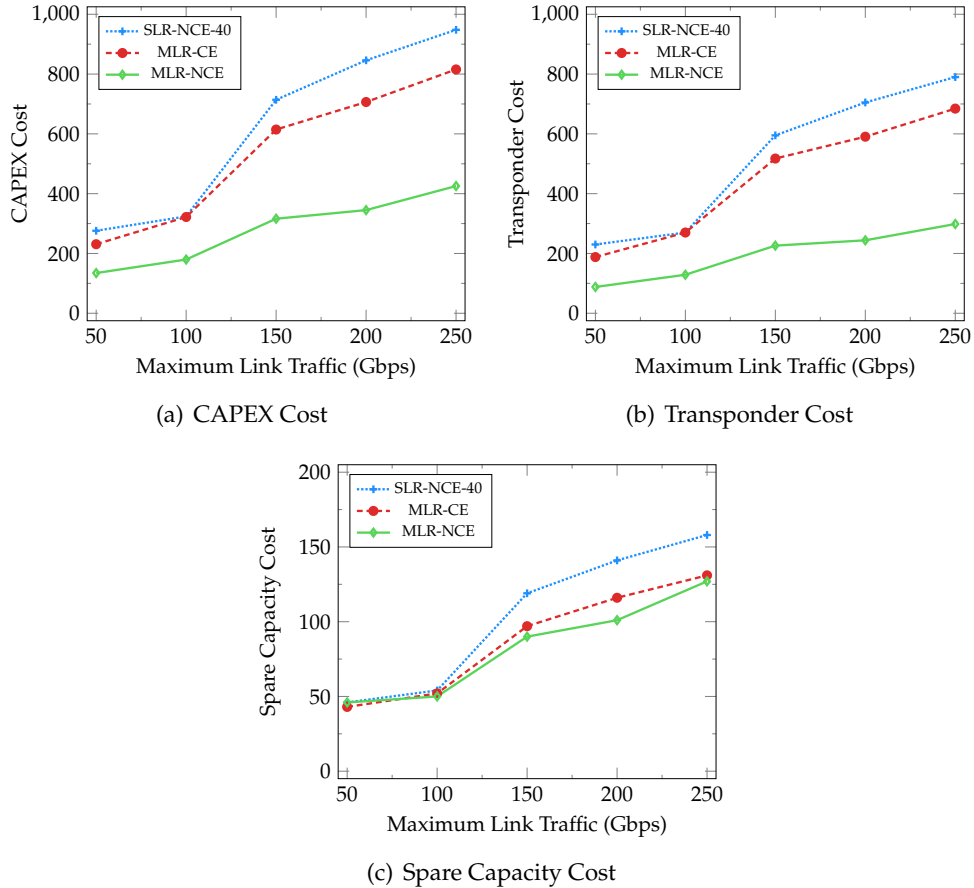 1,000
800
600
400
200
0
CAPEX Cost
SLR-NCE-40
MLR-CE
MLR-NCE
50 100 150 200 250
Maximum Link Traffic (Gbps)
(a) CAPEX Cost
1,000
800
600
400
200
0
Transponder Cost
SLR-NCE-40
MLR-CE
MLR-NCE
50 100 150 200 250
Maximum Link Traffic (Gbps)
(b) Transponder Cost
200
150
100
50
0
Spare Capacity Cost
SLR-NCE-40
MLR-CE
MLR-NCE
50 100 150 200 250
Maximum Link Traffic (Gbps)
(c) Spare Capacity Cost